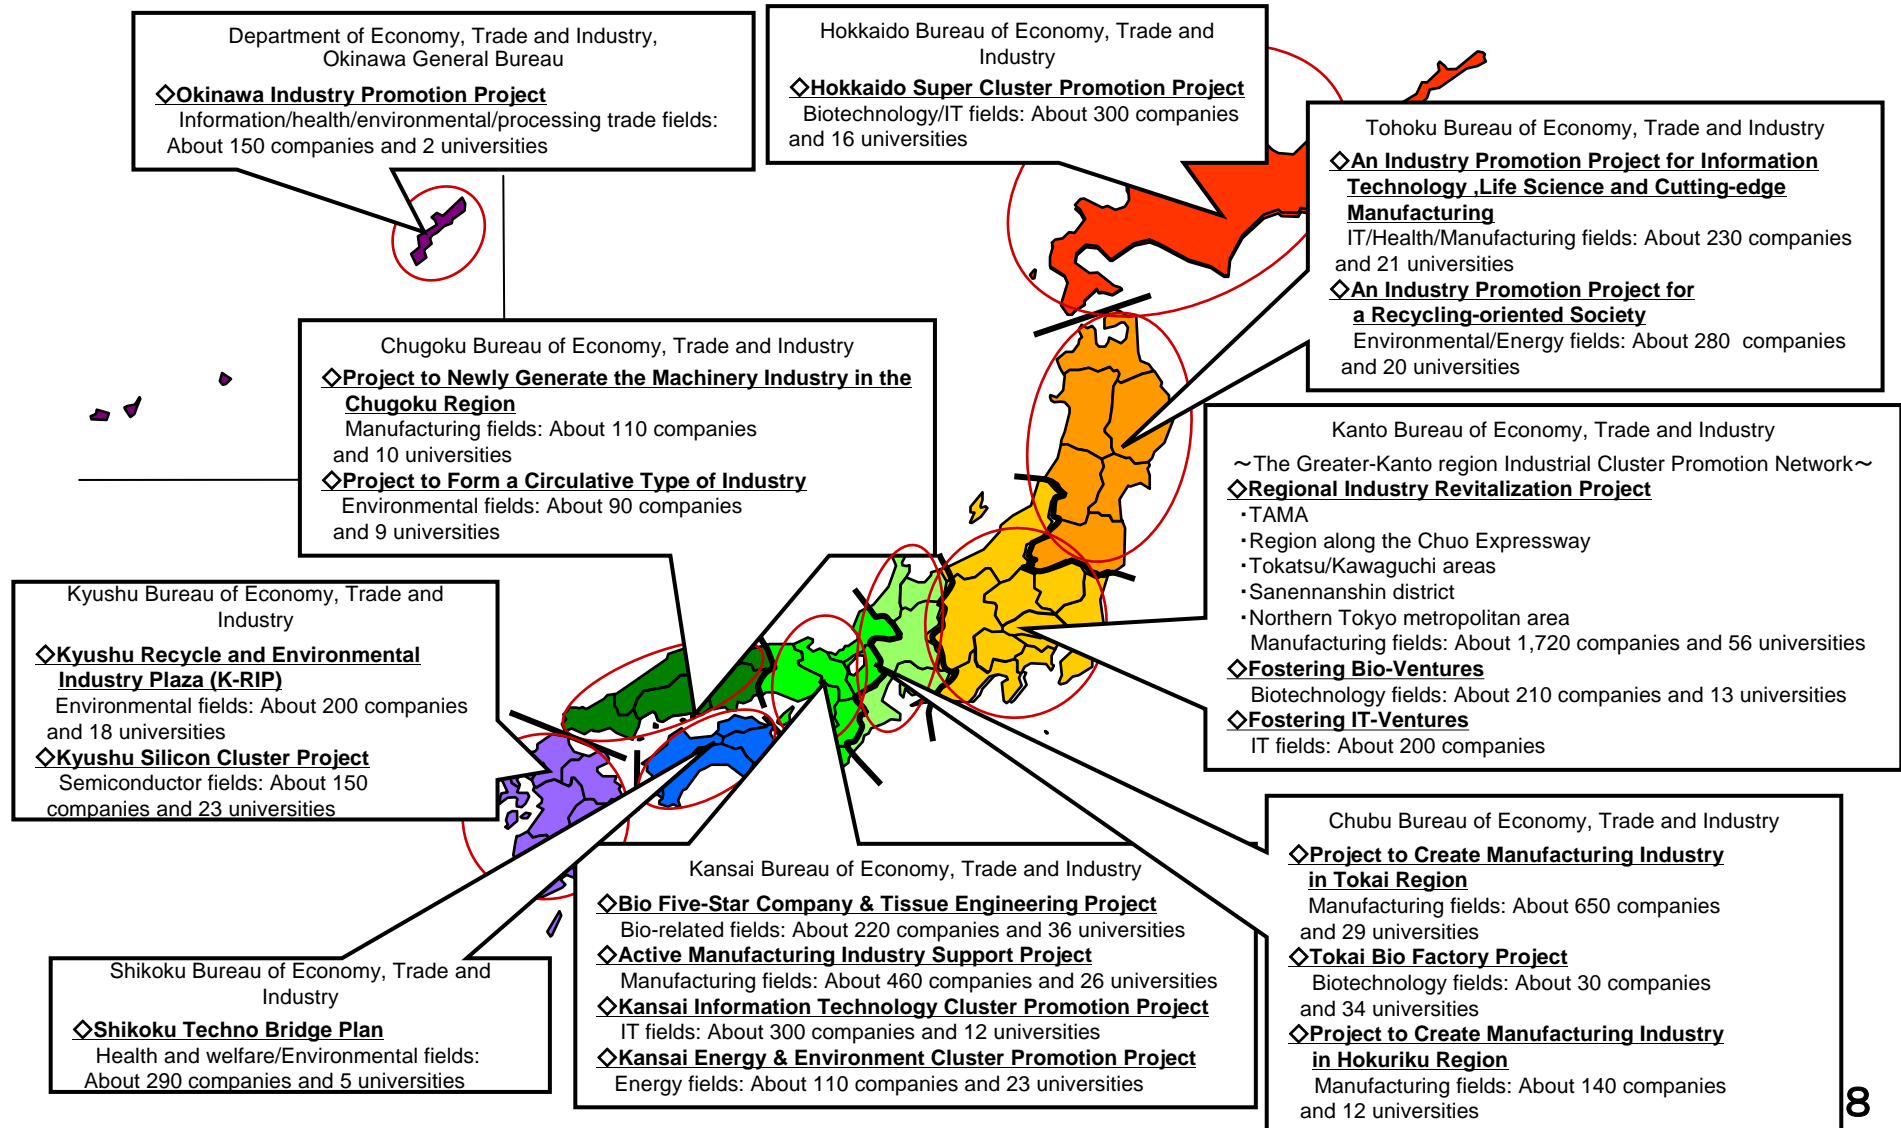 Department of Economy, Trade and Industry,
Okinawa General Bureau
◇Okinawa Industry Promotion Project
Information/health/environmental/processing trade fields:
About 150 companies and 2 universities
Hokkaido Bureau of Economy, Trade and
Industry
◇Hokkaido Super Cluster Promotion Project
Biotechnology/IT fields: About 300 companies
and 16 universities
Tohoku Bureau of Economy, Trade and Industry
◇An Industry Promotion Project for Information
Technology ,Life Science and Cutting-edge
Manufacturing
IT/Health/Manufacturing fields: About 230 companies
and 21 universities
◇An Industry Promotion Project for
a Recycling-oriented Society
Environmental/Energy fields: About 280 companies
and 20 universities
Chugoku Bureau of Economy, Trade and Industry
◇Project to Newly Generate the Machinery Industry in the
Chugoku Region
Manufacturing fields: About 110 companies
and 10 universities
◇Project to Form a Circulative Type of Industry
Environmental fields: About 90 companies
and 9 universities
Kanto Bureau of Economy, Trade and Industry
～The Greater-Kanto region Industrial Cluster Promotion Network～
◇Regional Industry Revitalization Project
・TAMA
・Region along the Chuo Expressway
・Tokatsu/Kawaguchi areas
・Sanennanshin district
・Northern Tokyo metropolitan area
Manufacturing fields: About 1,720 companies and 56 universities
◇Fostering Bio-Ventures
Biotechnology fields: About 210 companies and 13 universities
◇Fostering IT-Ventures
IT fields: About 200 companies
Kyushu Bureau of Economy, Trade and
Industry
◇Kyushu Recycle and Environmental
Industry Plaza (K-RIP)
Environmental fields: About 200 companies
and 18 universities
◇Kyushu Silicon Cluster Project
Semiconductor fields: About 150
companies and 23 universities
Kansai Bureau of Economy, Trade and Industry
◇Bio Five-Star Company & Tissue Engineering Project
Bio-related fields: About 220 companies and 36 universities
◇Active Manufacturing Industry Support Project
Manufacturing fields: About 460 companies and 26 universities
◇Kansai Information Technology Cluster Promotion Project
IT fields: About 300 companies and 12 universities
◇Kansai Energy & Environment Cluster Promotion Project
Energy fields: About 110 companies and 23 universities
Chubu Bureau of Economy, Trade and Industry
◇Project to Create Manufacturing Industry
in Tokai Region
Manufacturing fields: About 650 companies
and 29 universities
◇Tokai Bio Factory Project
Biotechnology fields: About 30 companies
and 34 universities
◇Project to Create Manufacturing Industry
in Hokuriku Region
Manufacturing fields: About 140 companies
and 12 universities
Shikoku Bureau of Economy, Trade and
Industry
◇Shikoku Techno Bridge Plan
Health and welfare/Environmental fields:
About 290 companies and 5 universities
8